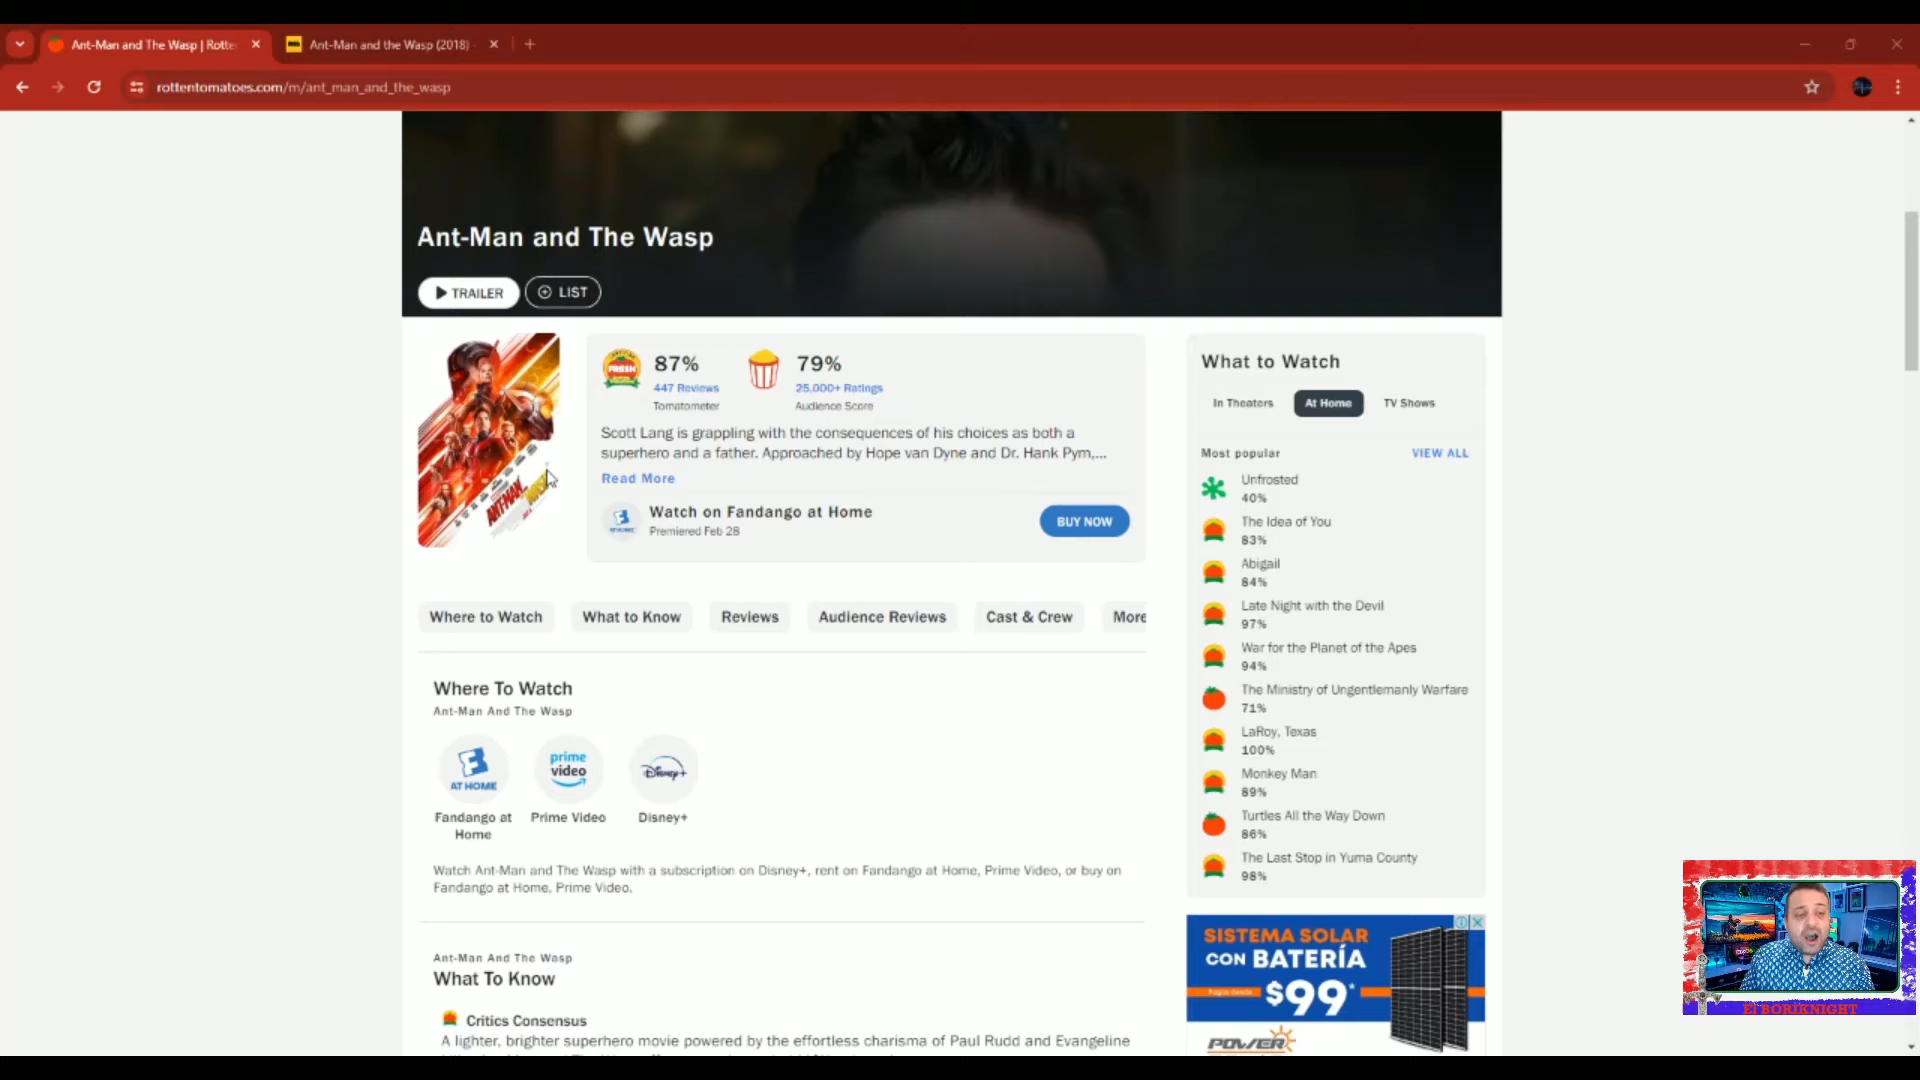 Ant-Man and The Wasp | Rotte
Ant-Man and the Wasp (2018)
rottentomatoes.com/m/ant_man_and_the_wasp
Ant-Man and The Wasp
TRAILER
LIST
87%
447 Reviews
Tomatometer
79%
25,000+ Ratings
Audience Score
Scott Lang is grappling with the consequences of his choices as both a
superhero and a father. Approached by Hope van Dyne and Dr. Hank Pym,...
Read More
Watch on Fandango at Home
Premiered Feb 28
BUY NOW
FRESH
ANT-MAN
Where to Watch
What to Know
Reviews
Audience Reviews
Cast & Crew
More
Where To Watch
Ant-Man And The Wasp
AT HOME
prime
video
Disney+
Fandango at
Home
Prime Video
Disney+
Watch Ant-Man and The Wasp with a subscription on Disney+, rent on Fandango at Home, Prime Video, or buy on
Fandango at Home, Prime Video.
Ant-Man And The Wasp
What To Know
Critics Consensus
A lighter, brighter superhero movie powered by the effortless charisma of Paul Rudd and Evangeline
What to Watch
In Theaters
At Home
TV Shows
Most popular
VIEW ALL
Unfrosted
40%
The Idea of You
83%
Abigail
84%
Late Night with the Devil
97%
War for the Planet of the Apes
94%
The Ministry of Ungentlemanly Warfare
71%
LaRoy, Texas
100%
Monkey Man
89%
Turtles All the Way Down
86%
The Last Stop in Yuma County
98%
SISTEMA SOLAR
CON BATERÍA
$99*
POWER
El BORIKNIGHT